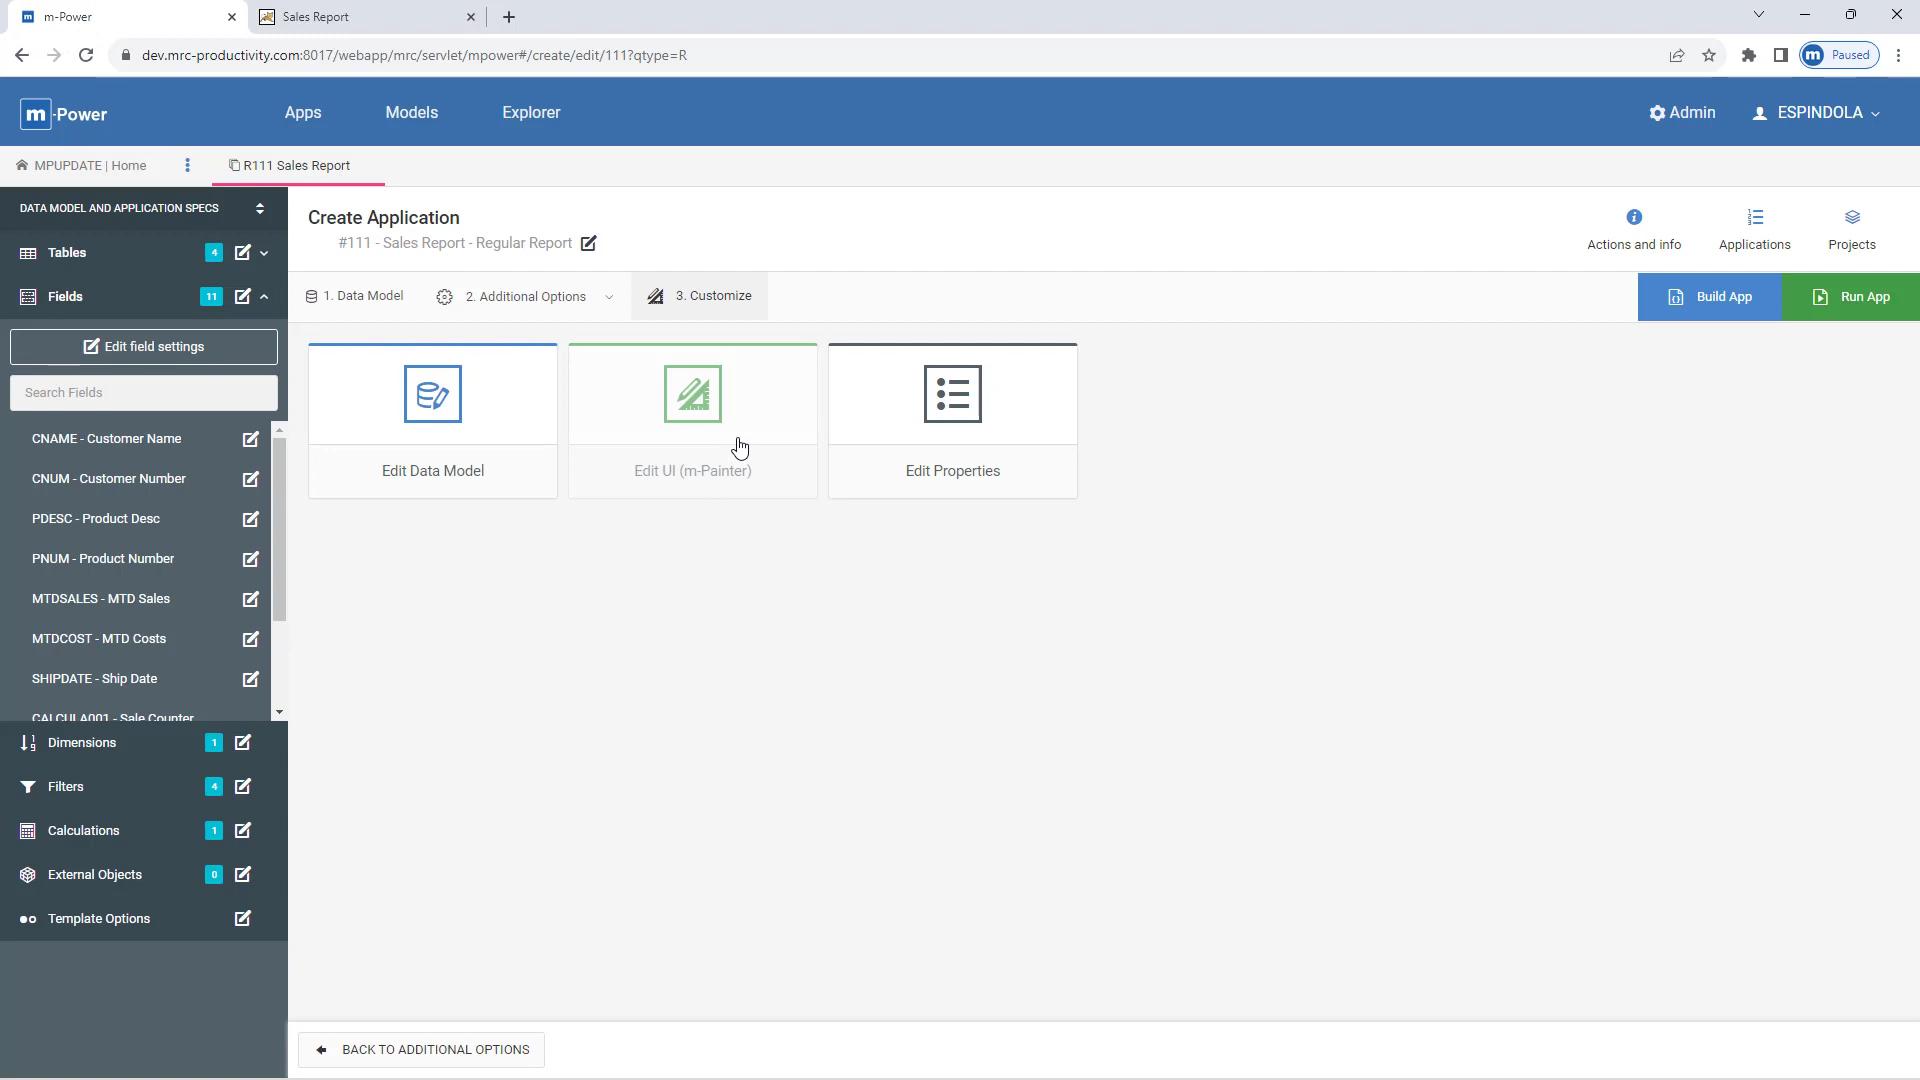 m-Power
Sales Report
dev.mrc-productivity.com:8017/webapp/mrc/servlet/mpower#/create/edit/111?qtype=R
m Paused
m -Power
Apps
Models
Explorer
Admin
ESPINDOLA
MPUPDATE | Home
R111 Sales Report
DATA MODEL AND APPLICATION SPECS
Tables 4
Fields 11
Edit field settings
Search Fields
CNAME - Customer Name
CNUM - Customer Number
PDESC - Product Desc
PNUM - Product Number
MTDSALES - MTD Sales
MTDCOST - MTD Costs
SHIPDATE - Ship Date
CALCULA001 - Sale Counter
Dimensions 1
Filters 4
Calculations 1
External Objects 0
Template Options
Create Application
#111 - Sales Report - Regular Report
Actions and info
Applications
Projects
1. Data Model
2. Additional Options
3. Customize
Build App
Run App
Edit Data Model
Edit UI (m-Painter)
Edit Properties
BACK TO ADDITIONAL OPTIONS